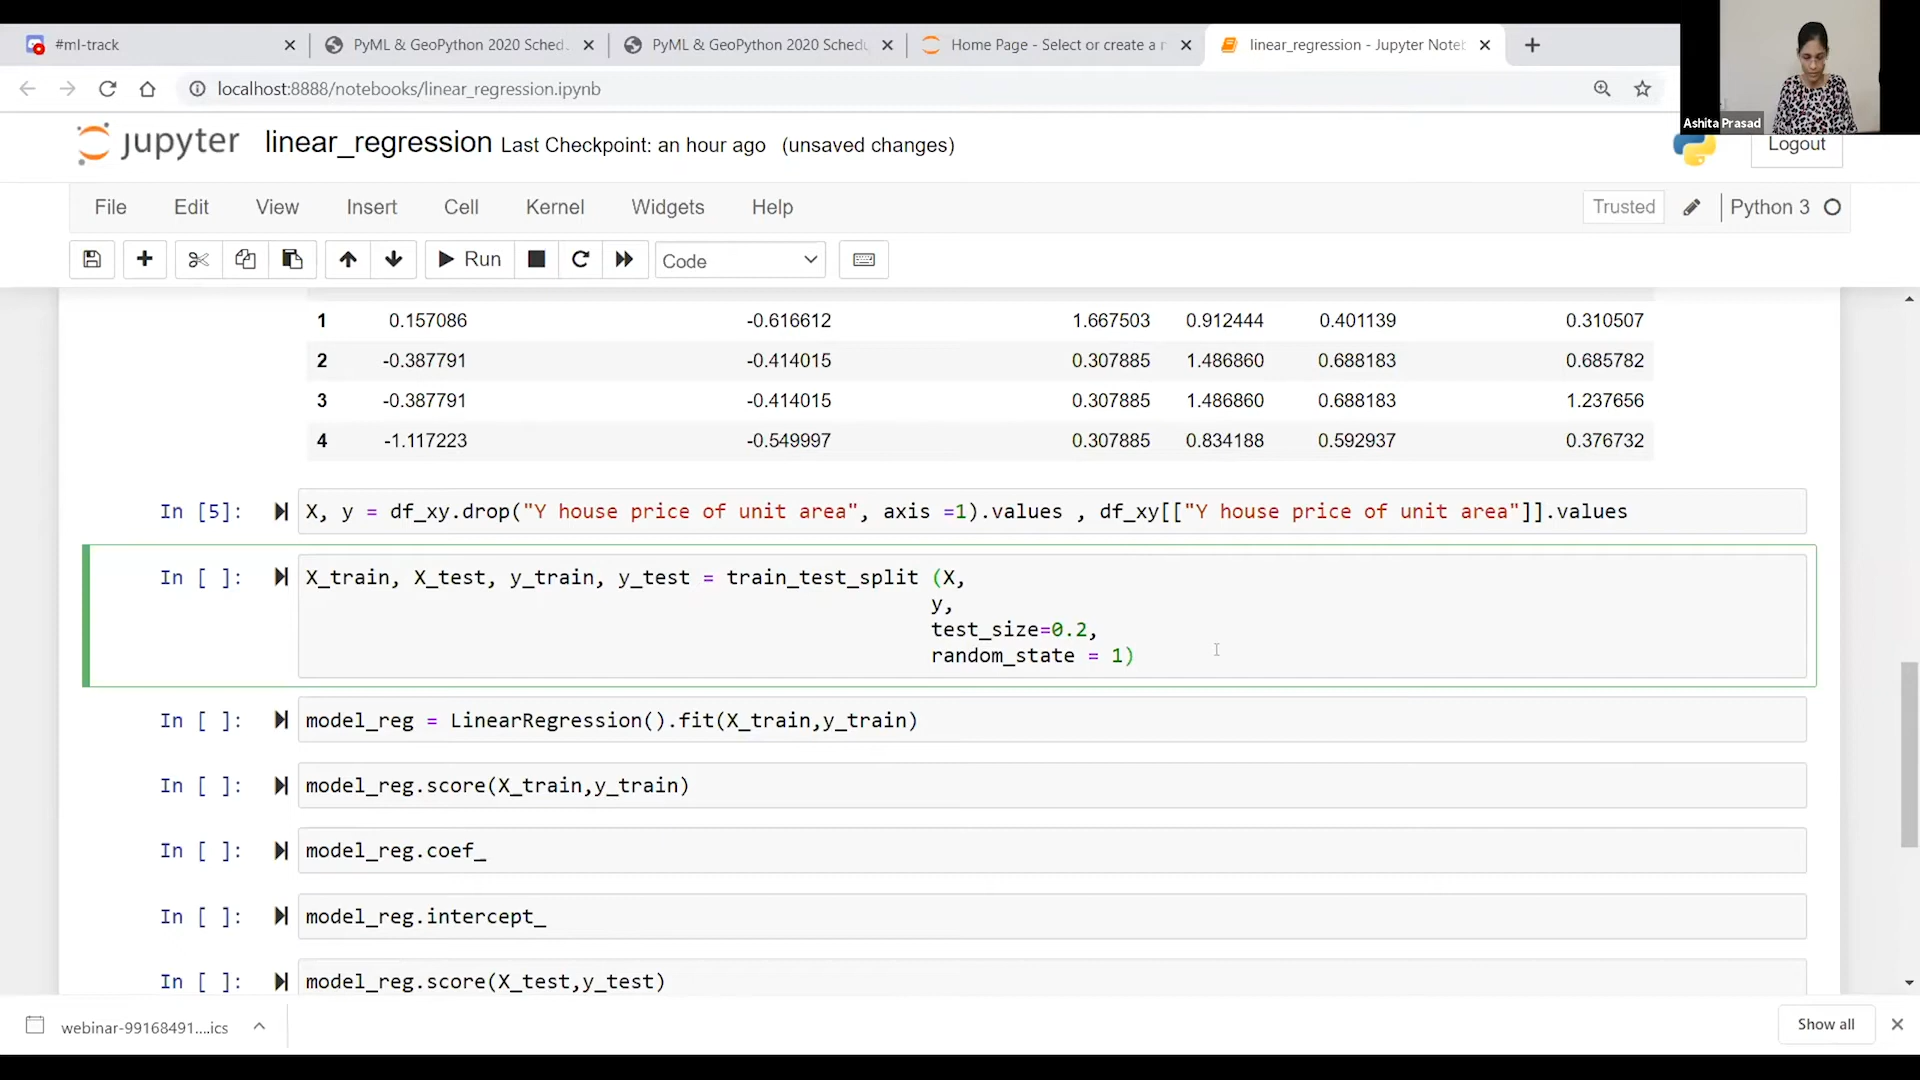 #ml-track
PyML & GeoPython 2020 Sched
PyML & GeoPython 2020 Schedu
Home Page - Select or create a n
linear_regression - Jupyter Noteb
localhost:8888/notebooks/linear_regression.ipynb
Ashita Prasad
jupyter linear_regression Last Checkpoint: an hour ago (unsaved changes)
Logout
File Edit View Insert Cell Kernel Widgets Help
Trusted Python 3
Run Code
1 0.157086 -0.616612 1.667503 0.912444 0.401139 0.310507
2 -0.387791 -0.414015 0.307885 1.486860 0.688183 0.685782
3 -0.387791 -0.414015 0.307885 1.486860 0.688183 1.237656
4 -1.117223 -0.549997 0.307885 0.834188 0.592937 0.376732
In [5]: X, y = df_xy.drop("Y house price of unit area", axis =1).values , df_xy[["Y house price of unit area"]].values
In [ ]: X_train, X_test, y_train, y_test = train_test_split (X,
y,
test_size=0.2,
random_state = 1)
In [ ]: model_reg = LinearRegression().fit(X_train,y_train)
In [ ]: model_reg.score(X_train,y_train)
In [ ]: model_reg.coef_
In [ ]: model_reg.intercept_
In [ ]: model_reg.score(X_test,y_test)
webinar-99168491....ics
Show all